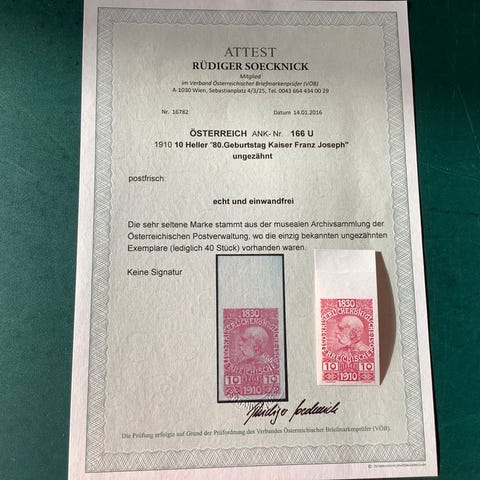 ATTEST
RÜDIGER SOECKNICK
Mitglied
im Verband Österreichischer Briefmarkenprüfer (VÖB)
A-1030 Wien, Sebastianplatz 4/3/25, Tel. 0043 664 434 00 29
Nr. 16782 Datum 14.01.2016
ÖSTERREICH ANK- Nr. 166 U
1910 10 Heller "80.Geburtstag Kaiser Franz Joseph"
ungezähnt
postfrisch
echt und einwandfrei
Die sehr seltene Marke stammt aus der musealen Archivsammlung der
Österreichischen Postverwaltung, wo die einzig bekannten ungezähnten
Exemplare (lediglich 40 Stück) vorhanden waren.
Keine Signatur
1830
10 10
1910
1830
10 HELLER 10
1910
Rüdiger Soecknick
Die Prüfung erfolgte auf Grund der Prüfordnung des Verbandes Österreichischer Briefmarkenprüfer (VÖB).